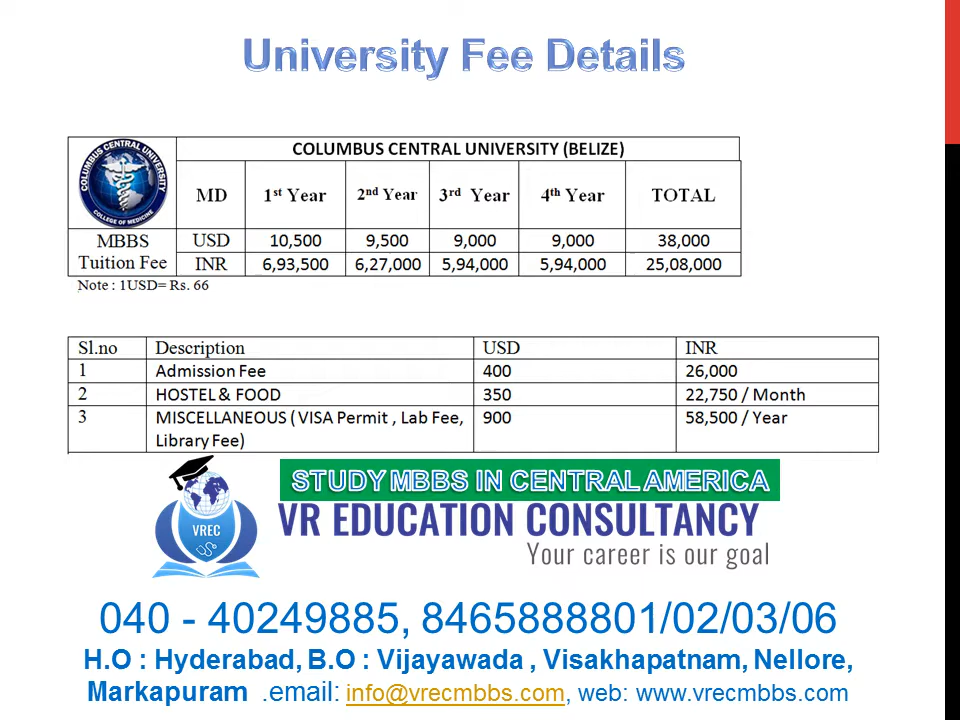 University Fee Details
COLUMBUS CENTRAL UNIVERSITY
COLLEGE OF MEDICINE
COLUMBUS CENTRAL UNIVERSITY (BELIZE)
MD 1st Year 2nd Year 3rd Year 4th Year TOTAL
MBBS Tuition Fee USD 10,500 9,500 9,000 9,000 38,000
INR 6,93,500 6,27,000 5,94,000 5,94,000 25,08,000
Note : 1USD= Rs. 66
Sl.no Description USD INR
1 Admission Fee 400 26,000
2 HOSTEL & FOOD 350 22,750 / Month
3 MISCELLANEOUS ( VISA Permit , Lab Fee, 900 58,500 / Year
Library Fee)
STUDY MBBS IN CENTRAL AMERICA
VREC
VR EDUCATION CONSULTANCY
Your career is our goal
040 - 40249885, 8465888801/02/03/06
H.O : Hyderabad, B.O : Vijayawada , Visakhapatnam, Nellore,
Markapuram .email: info@vrecmbbs.com, web: www.vrecmbbs.com